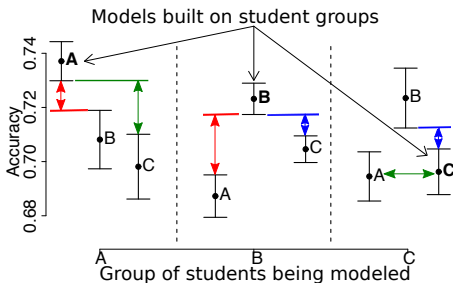 Models built on student groups
Accuracy
0.74
0.72
0.70
0.68
A
B
C
A
B
C
A
B
C
A
B
C
Group of students being modeled